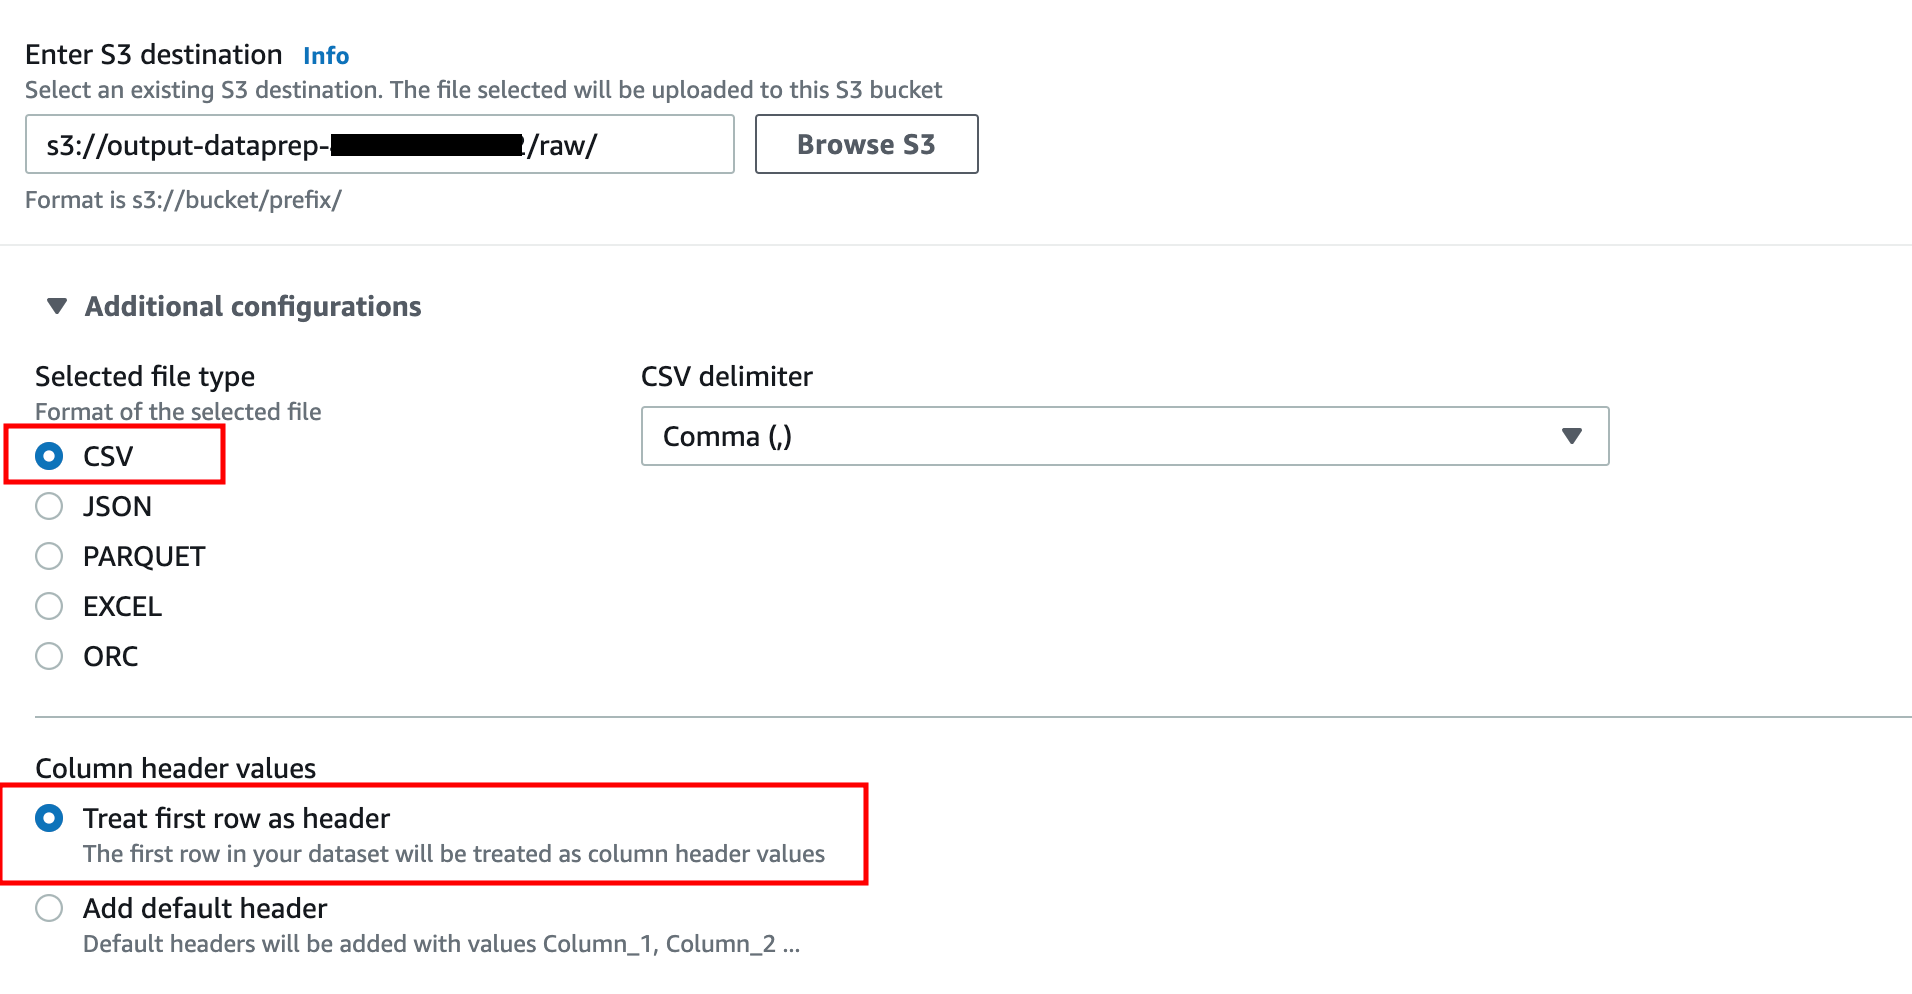 Enter S3 destination Info
Select an existing S3 destination. The file selected will be uploaded to this S3 bucket
s3://output-dataprep- /raw/
Browse S3
Format is s3://bucket/prefix/
Additional configurations
Selected file type
Format of the selected file
CSV
JSON
PARQUET
EXCEL
ORC
CSV delimiter
Comma (,)
Column header values
Treat first row as header
The first row in your dataset will be treated as column header values
Add default header
Default headers will be added with values Column_1, Column_2 ...